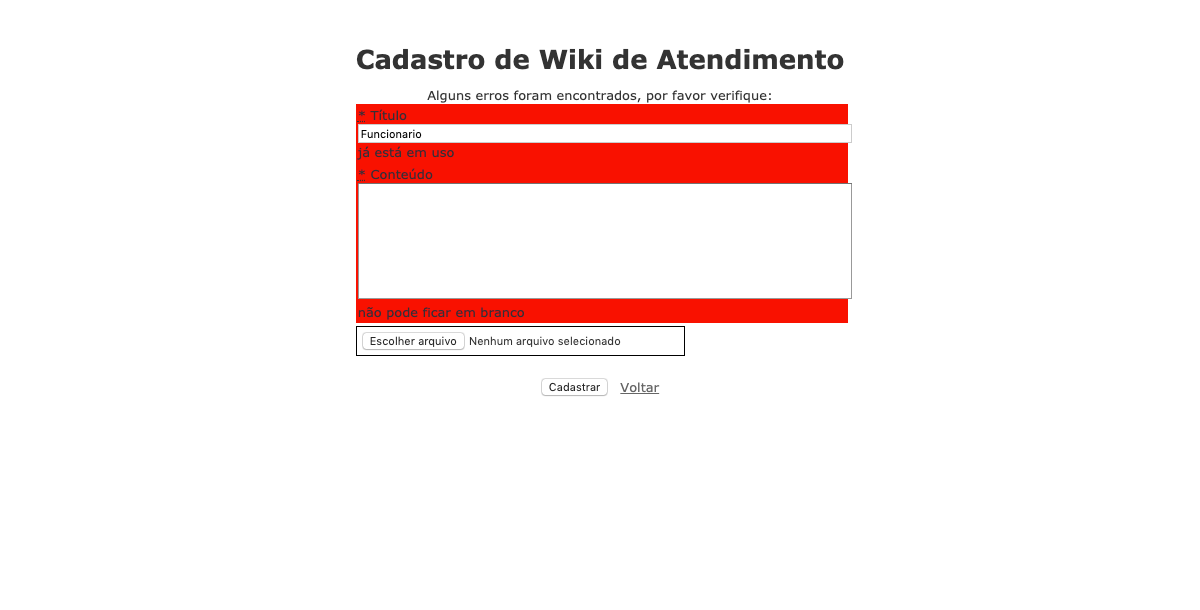 Cadastro de Wiki de Atendimento
Alguns erros foram encontrados, por favor verifique:
* Título
Funcionario
já está em uso
* Conteúdo
não pode ficar em branco
Escolher arquivo Nenhum arquivo selecionado
Cadastrar Voltar